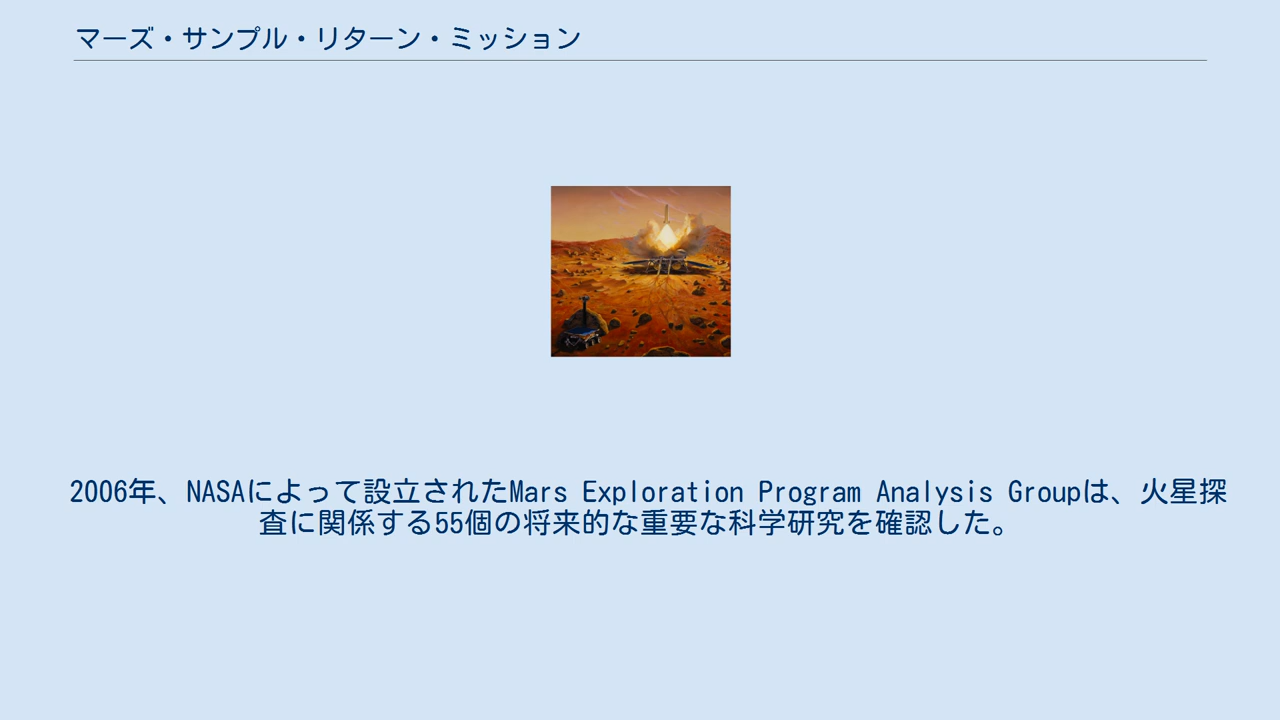 マーズ・サンプル・リターン・ミッション
2006年、NASAによって設立されたMars Exploration Program Analysis Groupは、火星探
査に関係する55個の将来的な重要な科学研究を確認した。